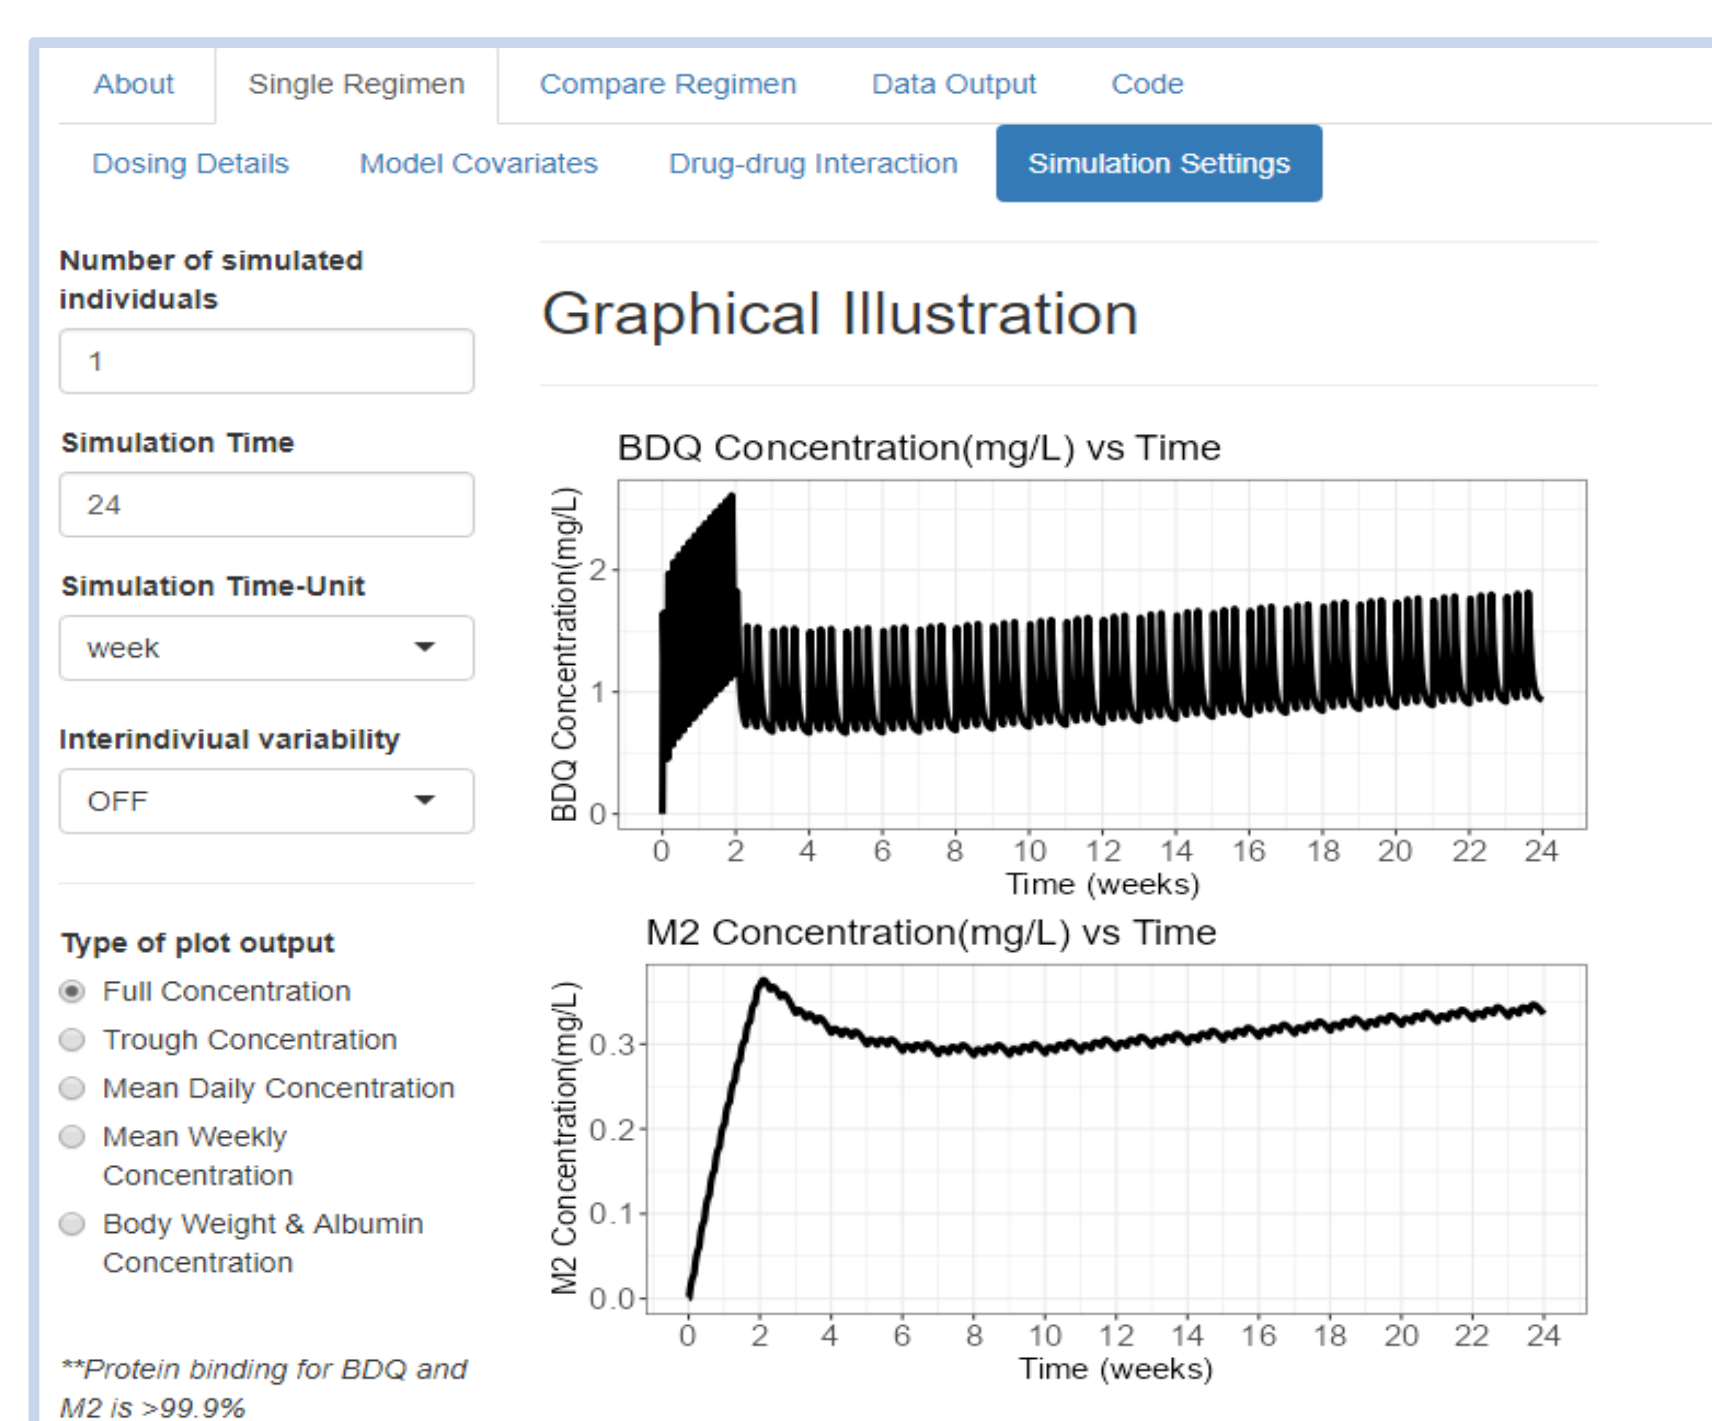 About Single Regimen Compare Regimen Data Output Code
Dosing Details Model Covariates Drug-drug Interaction Simulation Settings
Number of simulated
individuals
1
Simulation Time
24
Simulation Time-Unit
week
Interindiviual variability
OFF
Type of plot output
Full Concentration
Trough Concentration
Mean Daily Concentration
Mean Weekly
Concentration
Body Weight & Albumin
Concentration
**Protein binding for BDQ and
M2 is >99.9%
Graphical Illustration
BDQ Concentration(mg/L) vs Time
BDQ Concentration(mg/L)
2
1
0
0 2 4 6 8 10 12 14 16 18 20 22 24
Time (weeks)
M2 Concentration(mg/L) vs Time
M2 Concentration(mg/L)
0.3
0.2
0.1
0.0
0 2 4 6 8 10 12 14 16 18 20 22 24
Time (weeks)